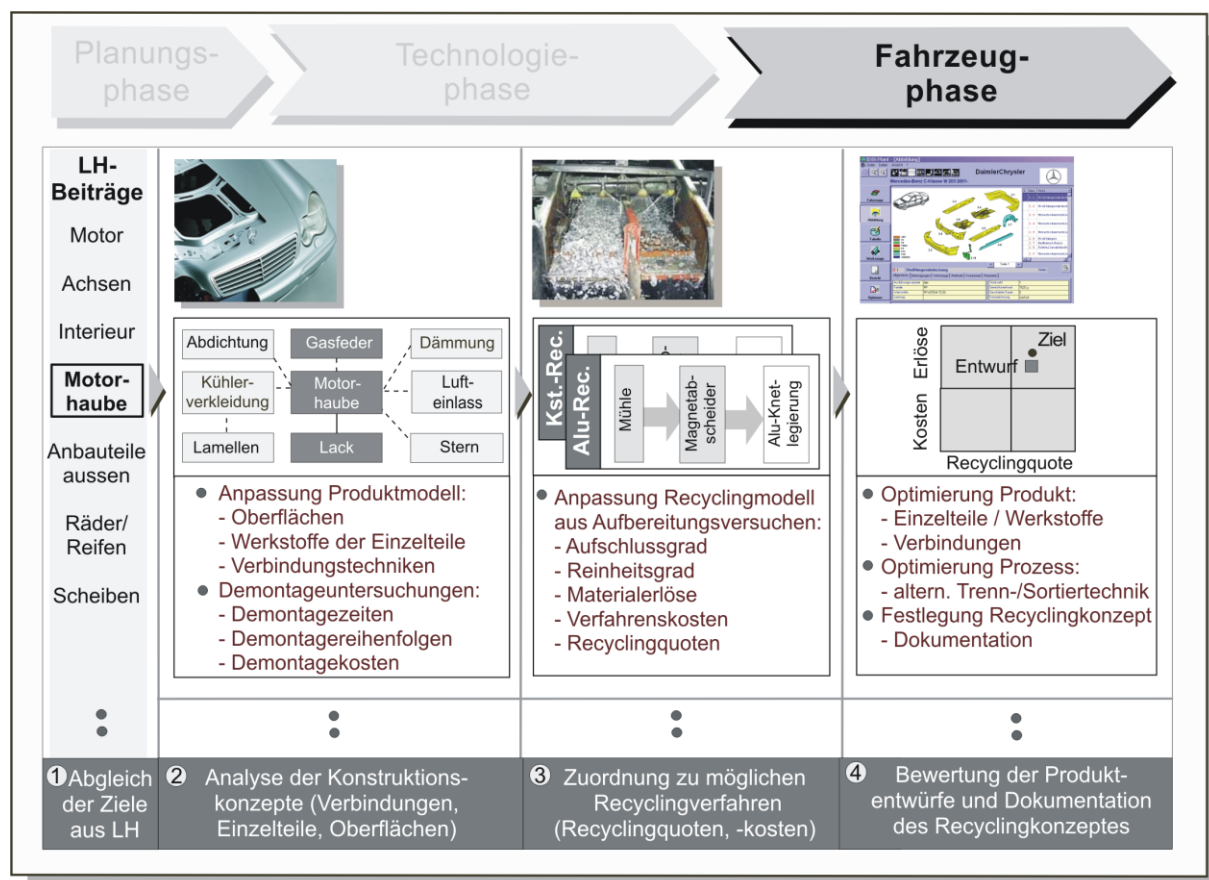 Planungs-
phase
Technologie-
phase
Fahrzeug-
phase
LH-
Beiträge
Motor
Achsen
Interieur
Motor-
haube
Anbauteile
aussen
Räder/
Reifen
Scheiben
Abdichtung
Gasfeder
Dämmung
Kühler-
verkleidung
Motor-
haube
Luft-
einlass
Lamellen
Lack
Stern
Anpassung Produktmodell:
- Oberflächen
- Werkstoffe der Einzelteile
- Verbindungstechniken
Demontageuntersuchungen:
- Demontagezeiten
- Demontagereihenfolgen
- Demontagekosten
Kst.-Rec.
Alu-Rec.
Mühle
Magnetab-
scheider
Alu-Knet-
legierung
Anpassung Recyclingmodell
aus Aufbereitungsversuchen:
- Aufschlussgrad
- Reinheitsgrad
- Materialerlöse
- Verfahrenskosten
- Recyclingquoten
DaimlerChrysler
Kosten Erlöse
Ziel
Entwurf
Recyclingquote
Optimierung Produkt:
- Einzelteile / Werkstoffe
- Verbindungen
Optimierung Prozess:
- altern. Trenn-/Sortiertechnik
Festlegung Recyclingkonzept
- Dokumentation
1 Abgleich
der Ziele
aus LH
2 Analyse der Konstruktions-
konzepte (Verbindungen,
Einzelteile, Oberflächen)
3 Zuordnung zu möglichen
Recyclingverfahren
(Recyclingquoten, -kosten)
4 Bewertung der Produkt-
entwürfe und Dokumentation
des Recyclingkonzeptes